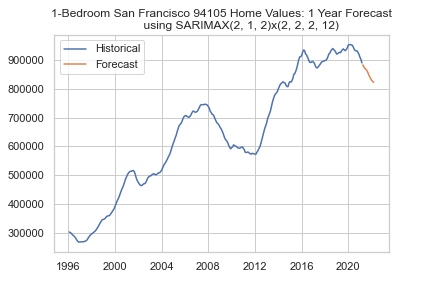 1-Bedroom San Francisco 94105 Home Values: 1 Year Forecast
using SARIMAX(2, 1, 2)x(2, 2, 2, 12)
Historical
Forecast
900000
800000
700000
600000
500000
400000
300000
1996 2000 2004 2008 2012 2016 2020